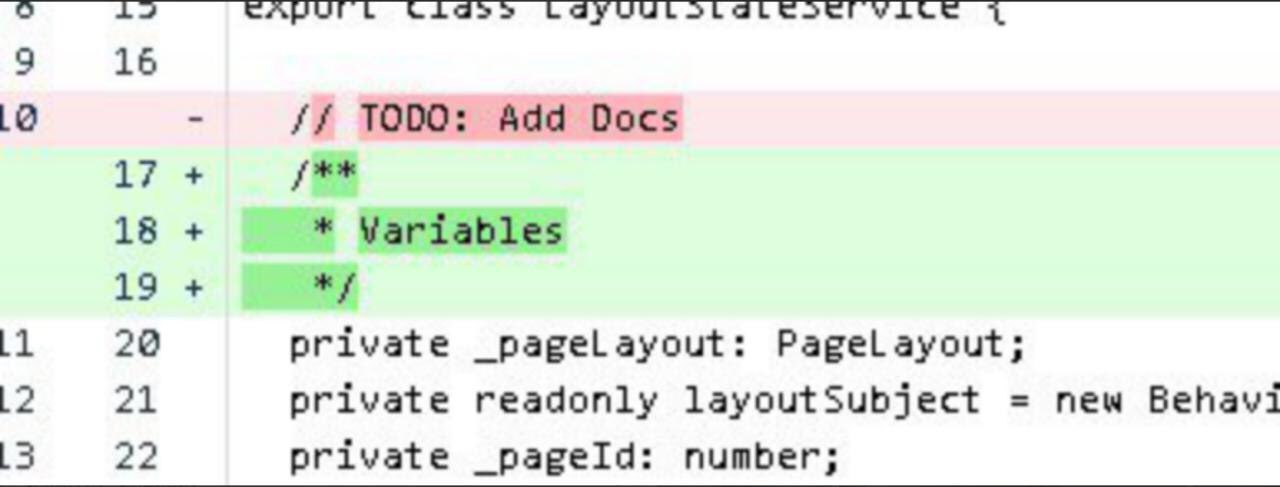 8 15 export class LayoutStateService {
9 16
10 - // TODO: Add Docs
17 + /**
18 + * Variables
19 + */
11 20 private _pageLayout: PageLayout;
12 21 private readonly layoutSubject = new Behavi
13 22 private _pageId: number;